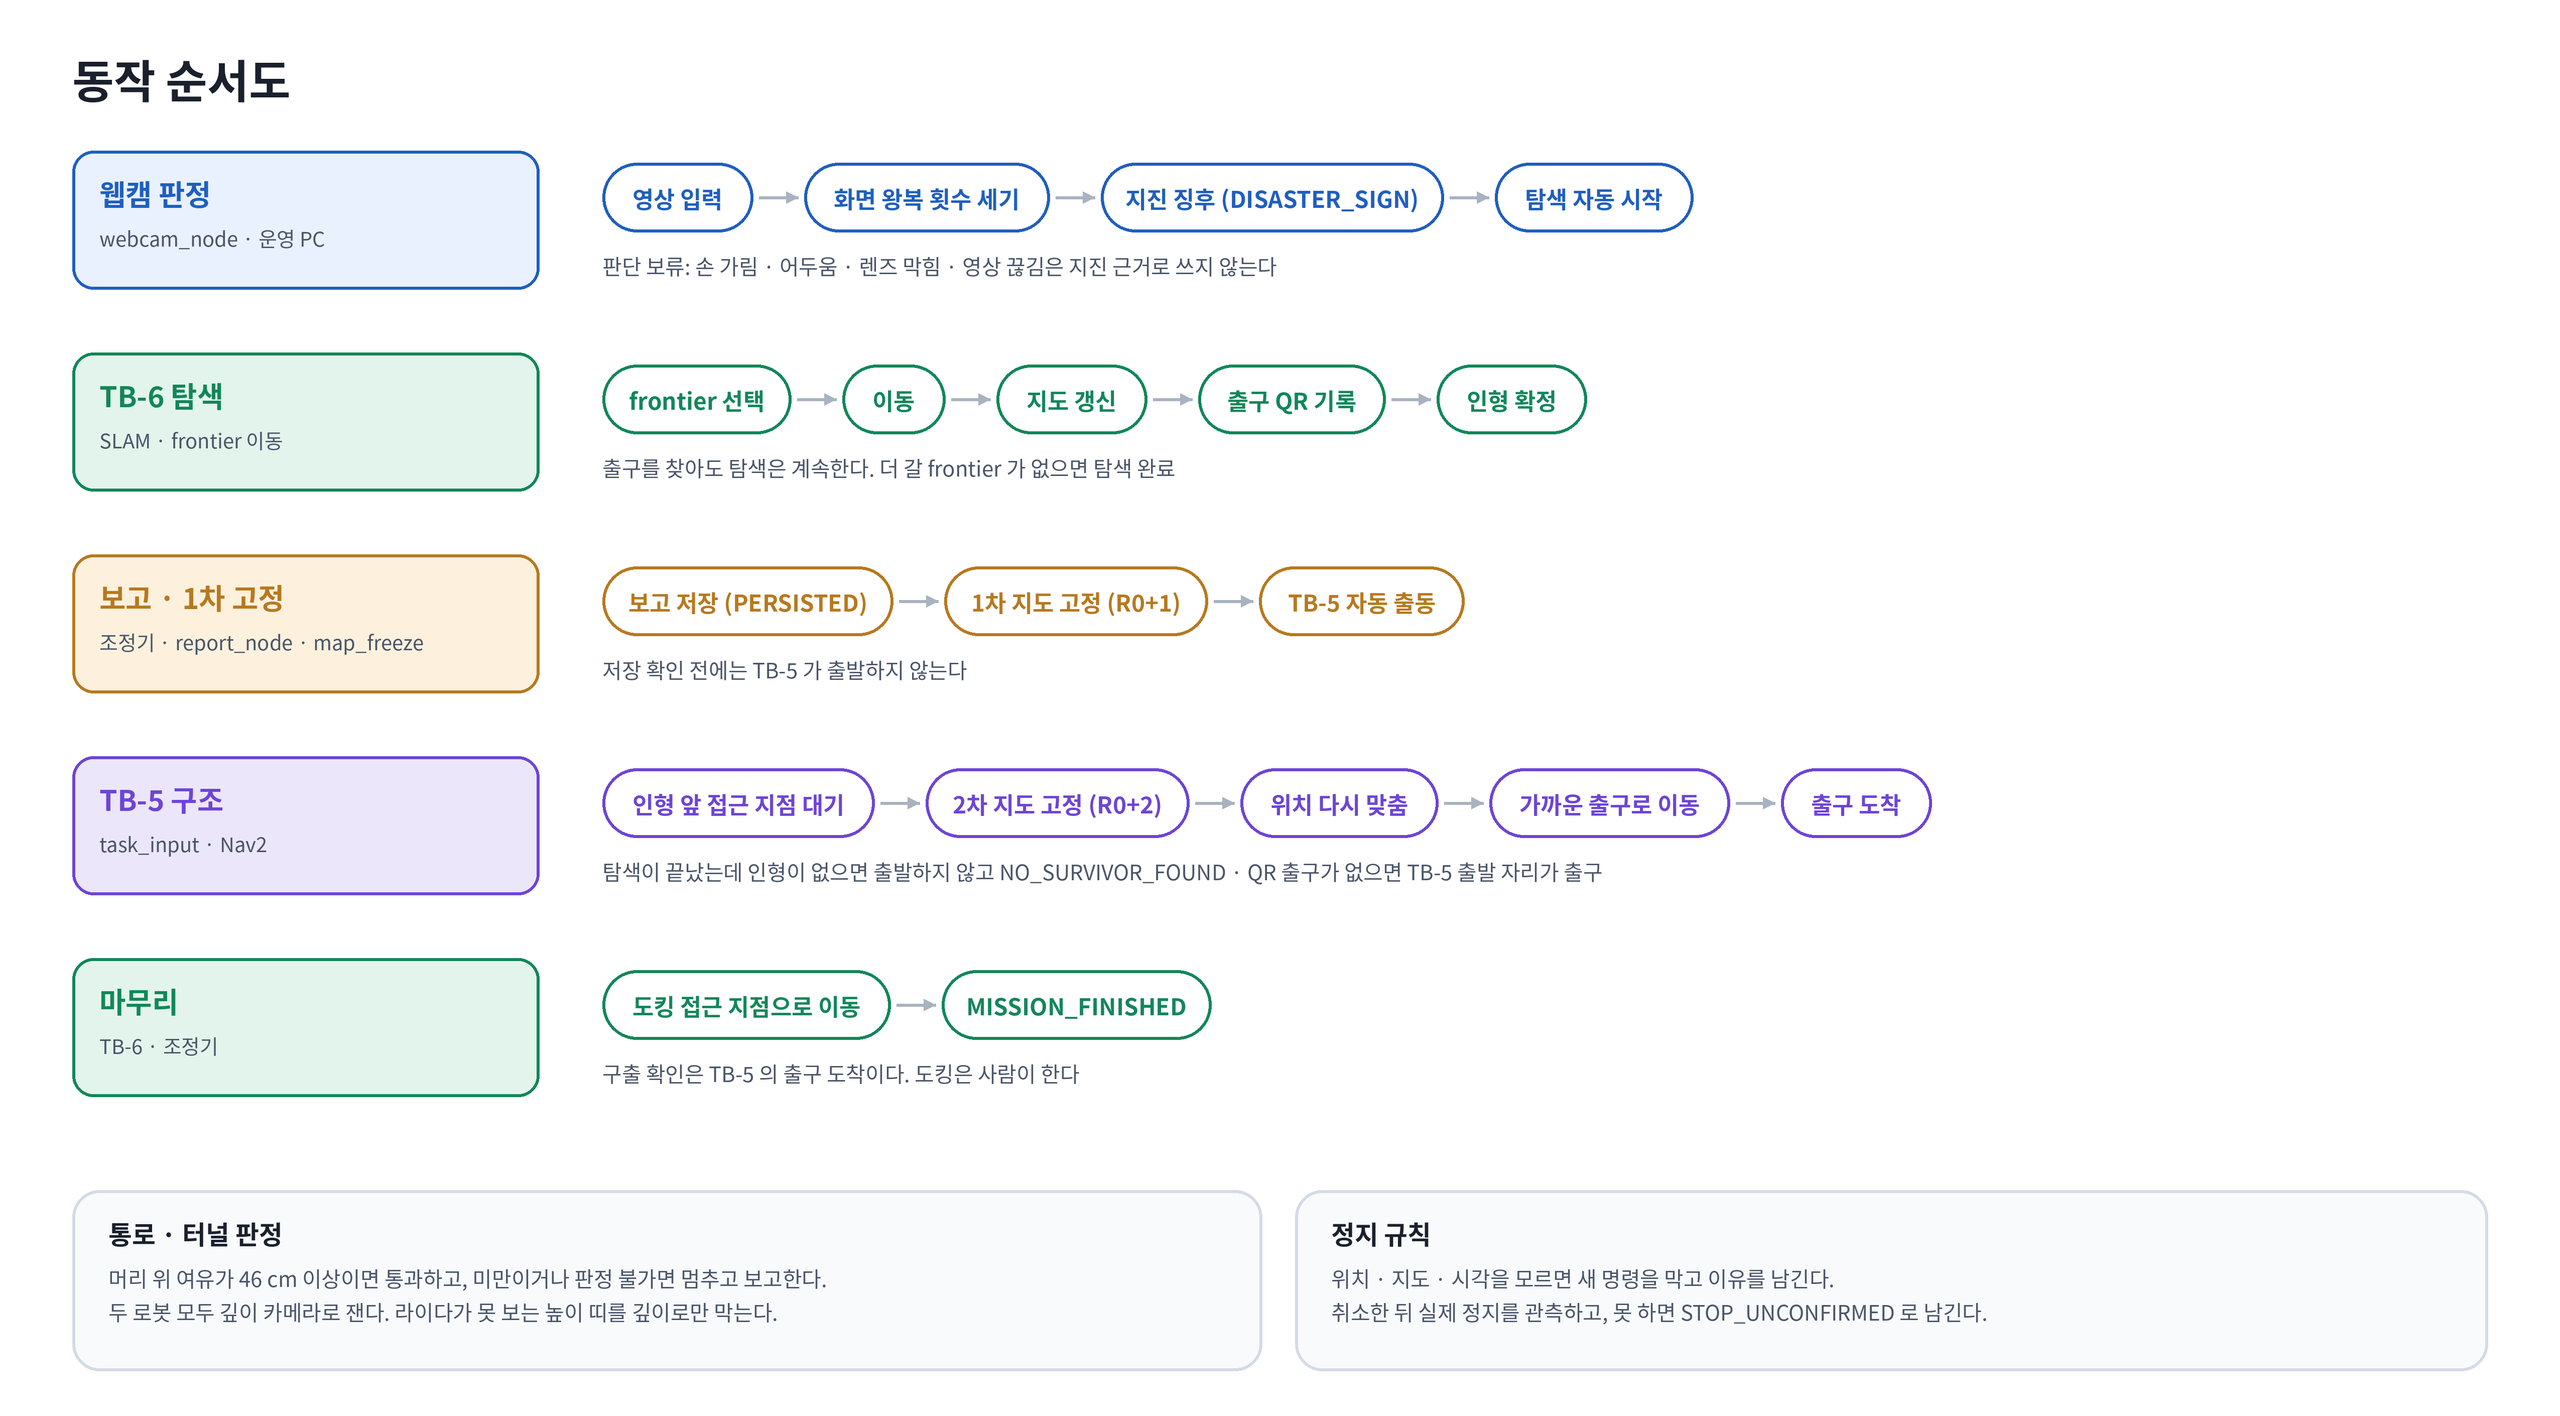 동작 순서도
웹캠 판정
webcam_node · 운영 PC
영상 입력
화면 왕복 횟수 세기
지진 징후 (DISASTER_SIGN)
탐색 자동 시작
판단 보류: 손 가림 · 어두움 · 렌즈 막힘 · 영상 끊김은 지진 근거로 쓰지 않는다
TB-6 탐색
SLAM · frontier 이동
frontier 선택
이동
지도 갱신
출구 QR 기록
인형 확정
출구를 찾아도 탐색은 계속한다. 더 갈 frontier 가 없으면 탐색 완료
보고 · 1차 고정
조정기 · report_node · map_freeze
보고 저장 (PERSISTED)
1차 지도 고정 (R0+1)
TB-5 자동 출동
저장 확인 전에는 TB-5 가 출발하지 않는다
TB-5 구조
task_input · Nav2
인형 앞 접근 지점 대기
2차 지도 고정 (R0+2)
위치 다시 맞춤
가까운 출구로 이동
출구 도착
탐색이 끝났는데 인형이 없으면 출발하지 않고 NO_SURVIVOR_FOUND · QR 출구가 없으면 TB-5 출발 자리가 출구
마무리
TB-6 · 조정기
도킹 접근 지점으로 이동
MISSION_FINISHED
구출 확인은 TB-5 의 출구 도착이다. 도킹은 사람이 한다
통로 · 터널 판정
머리 위 여유가 46 cm 이상이면 통과하고, 미만이거나 판정 불가면 멈추고 보고한다.
두 로봇 모두 깊이 카메라로 잰다. 라이다가 못 보는 높이 띠를 깊이로만 막는다.
정지 규칙
위치 · 지도 · 시각을 모르면 새 명령을 막고 이유를 남긴다.
취소한 뒤 실제 정지를 관측하고, 못 하면 STOP_UNCONFIRMED 로 남긴다.